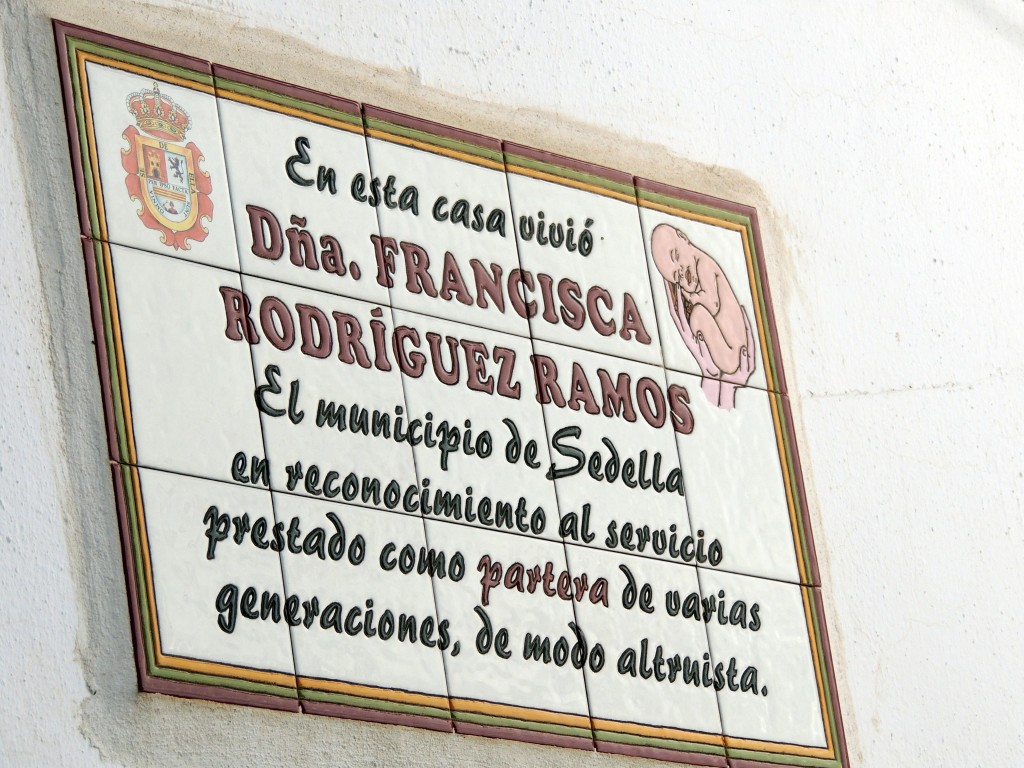 En esta casa vivió
Dña. FRANCISCA
RODRÍGUEZ RAMOS
El municipio de Sedella
en reconocimiento al servicio
prestado como partera de varias
generaciones, de modo altruista.